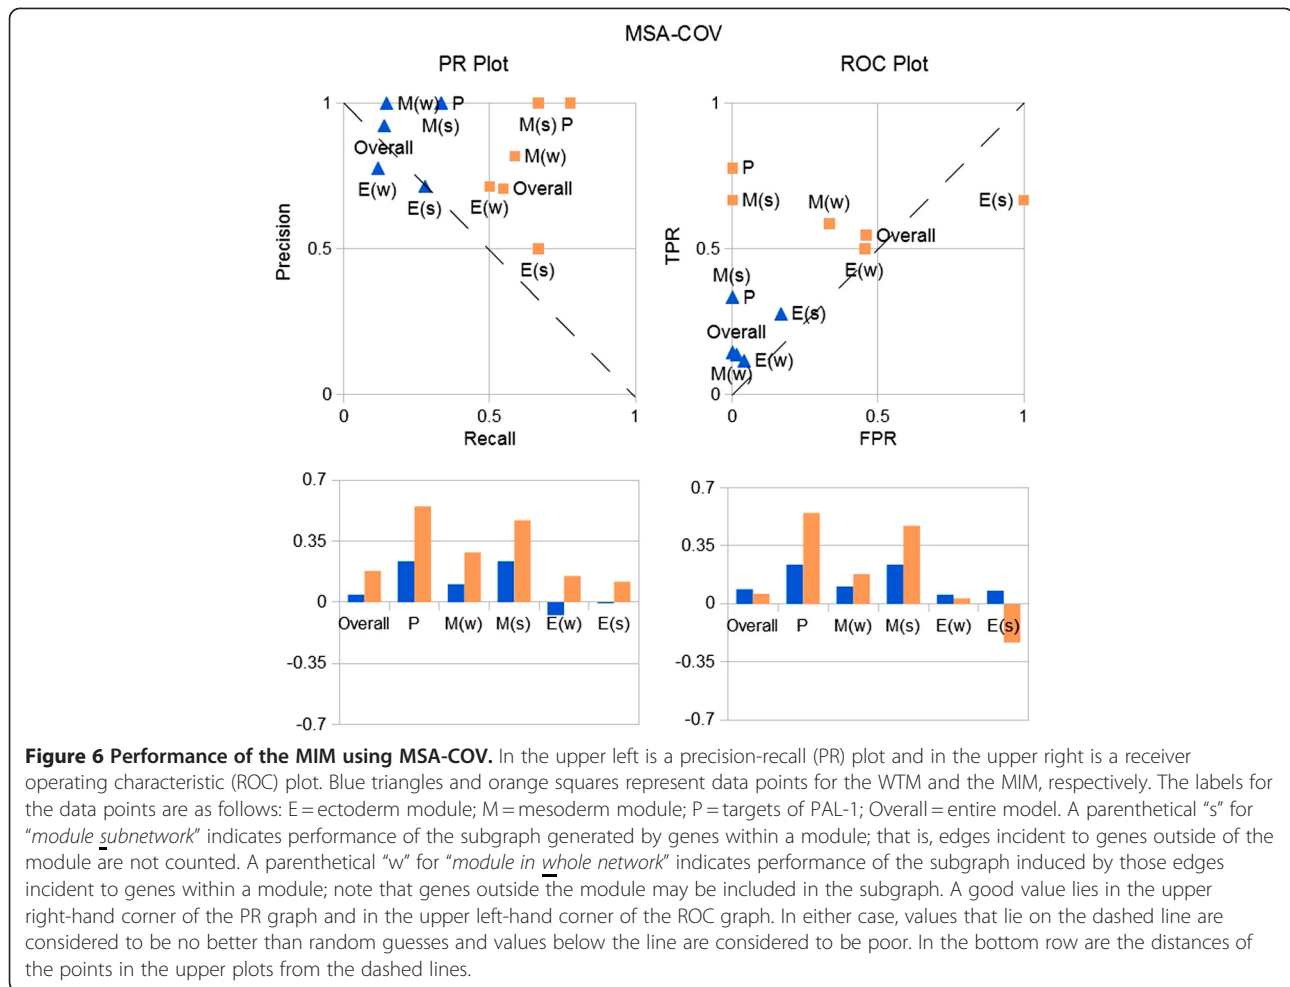 MSA-COV
PR Plot
ROC Plot
1
M(w)
P
M(s)
M(s) P
Overall
M(w)
E(w)
E(s)
E(w)
Overall
0.5
E(s)
0
0
0.5
1
Precision
Recall
1
P
M(s)
M(w)
E(s)
Overall
0.5
E(w)
M(s)
P
E(s)
Overall
E(w)
M(w)
0
0
0.5
1
TPR
FPR
0.7
0.35
0
Overall P M(w) M(s) E(w) E(s)
-0.35
-0.7
0.7
0.35
0
Overall P M(w) M(s) E(w) E(s)
-0.35
-0.7
Figure 6 Performance of the MIM using MSA-COV. In the upper left is a precision-recall (PR) plot and in the upper right is a receiver
operating characteristic (ROC) plot. Blue triangles and orange squares represent data points for the WTM and the MIM, respectively. The labels for
the data points are as follows: E = ectoderm module; M = mesoderm module; P = targets of PAL-1; Overall = entire model. A parenthetical “s” for
“module subnetwork” indicates performance of the subgraph generated by genes within a module; that is, edges incident to genes outside of the
module are not counted. A parenthetical “w” for “module in whole network” indicates performance of the subgraph induced by those edges
incident to genes within a module; note that genes outside the module may be included in the subgraph. A good value lies in the upper
right-hand corner of the PR graph and in the upper left-hand corner of the ROC graph. In either case, values that lie on the dashed line are
considered to be no better than random guesses and values below the line are considered to be poor. In the bottom row are the distances of
the points in the upper plots from the dashed lines.